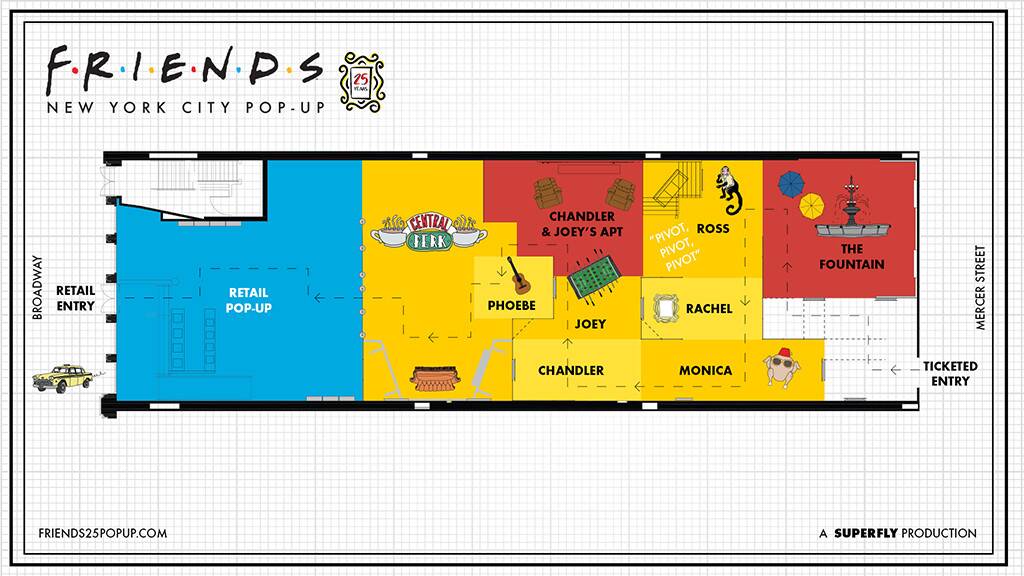 F•R•I•E•N•D•S
25
YEARS
NEW YORK CITY POP-UP
BROADWAY
RETAIL
ENTRY
RETAIL
POP-UP
CENTRAL
PERK
PHOEBE
CHANDLER
& JOEY'S APT
JOEY
CHANDLER
"PIVOT,
PIVOT,
PIVOT"
ROSS
RACHEL
MONICA
THE
FOUNTAIN
MERCER STREET
TICKETED
ENTRY
FRIENDS25POPUP.COM
A SUPERFLY PRODUCTION